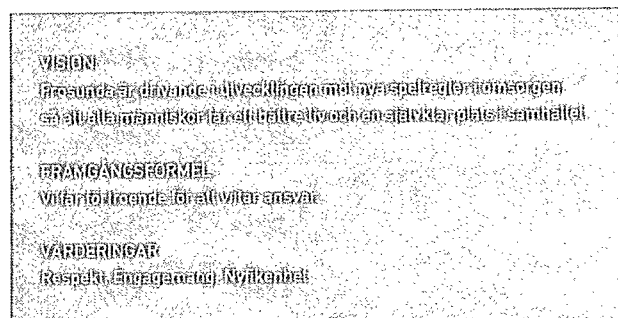 VISION
Frösunda är drivande i utvecklingen mot nya spelregler i omsorgen
så att alla människor får ett bättre liv och en självklar plats i samhället
FRAMGÅNGSFORMEL
Vi får förtroende för att vi tar ansvar
VÄRDERINGAR
Respekt. Engagemang. Nyfikenhet